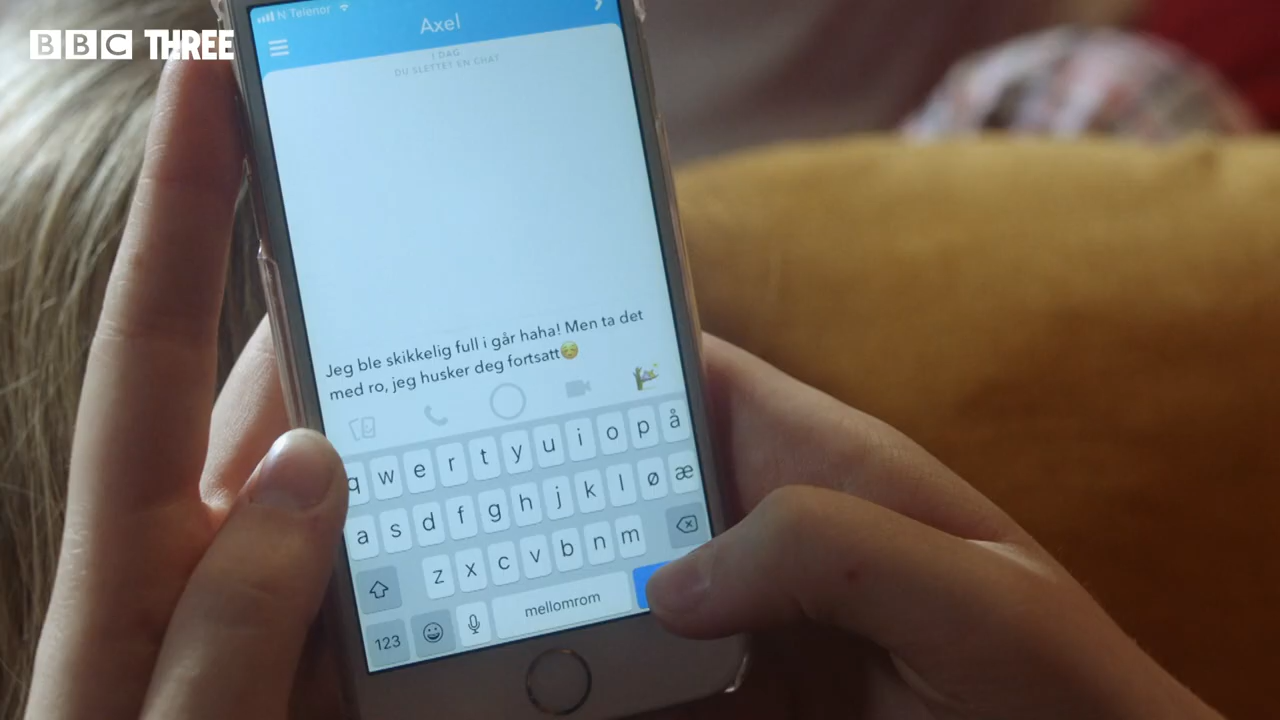 BBC THREE
N Telenor
Axel
I DAG
DU SLETTET EN CHAT
Jeg ble skikkelig full i går haha! Men ta det
med ro, jeg husker deg fortsatt😌
q w e r t y u i o p å
a s d f g h j k l ø æ
z x c v b n m
123 mellomrom